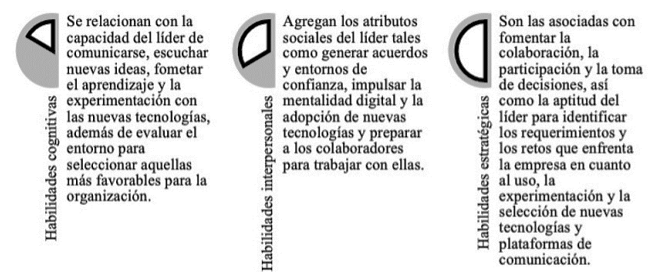 Se relacionan con la
capacidad del líder de
comunicarse, escuchar
nuevas ideas, fometar
el aprendizaje y la
experimentación con
las nuevas tecnologías,
además de evaluar el
entorno para
seleccionar aquellas
más favorables para la
organización.
Habilidades cognitivas
Agregan los atributos
sociales del líder tales
como generar acuerdos
y entornos de
confianza, impulsar la
mentalidad digital y la
adopción de nuevas
tecnologías y preparar
a los colaboradores
para trabajar con ellas.
Habilidades interpersonales
Son las asociadas con
fomentar la
colaboración, la
participación y la toma
de decisiones, así
como la aptitud del
líder para identificar
los requerimientos y
los retos que enfrenta
la empresa en cuanto
al uso, la
experimentación y la
selección de nuevas
tecnologías y
plataformas de
comunicación.
Habilidades estratégicas